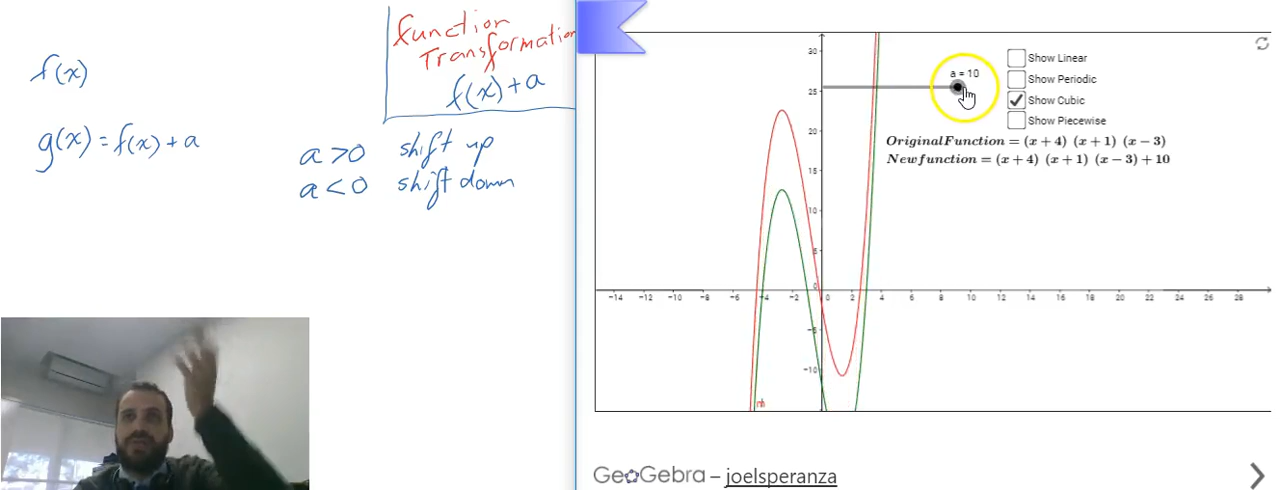 function
Transformation
f(x) + a
f(x)
g(x) = f(x) + a
a > 0 shift up
a < 0 shift down
a = 10
Show Linear
Show Periodic
Show Cubic
Show Piecewise
OriginalFunction = (x + 4) (x + 1) (x − 3)
Newfunction = (x + 4) (x + 1) (x − 3) + 10
30
25
20
15
10
5
0
−5
−10
−14 −12 −10 −8 −6 −4 −2 0 2 4 6 8 10 12 14 16 18 20 22 24 26 28
GeoGebra – joelsperanza